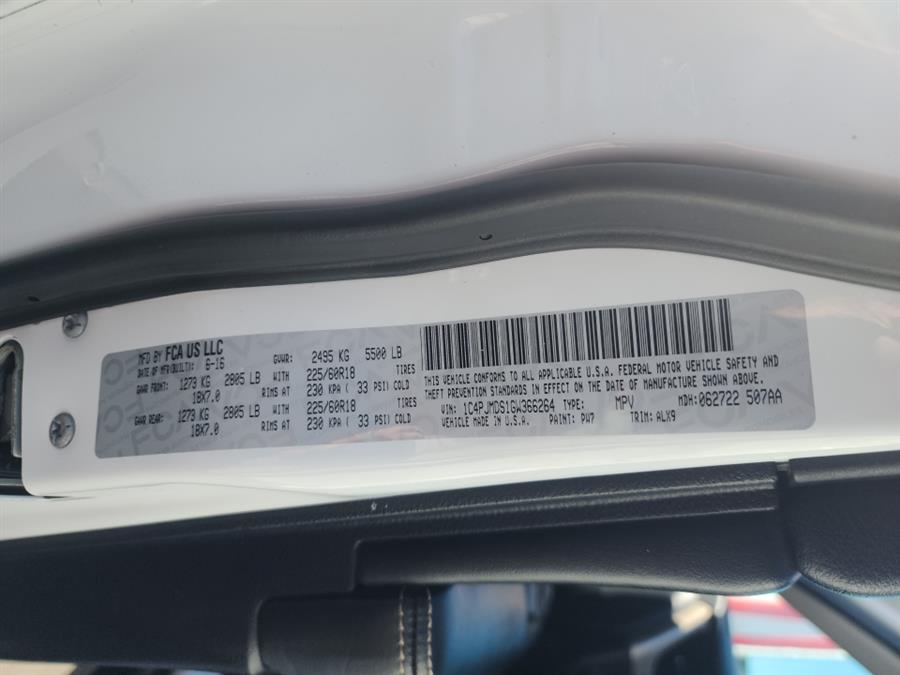 MFD BY FCA US LLC
DATE OF MFR(BUILT): 6-16 GVWR: 2495 KG 5500 LB
GAWR FRONT: 1273 KG 2805 LB WITH 225/60R18 TIRES
18X7.0 RIMS AT 230 KPA ( 33 PSI) COLD
GAWR REAR: 1273 KG 2805 LB WITH 225/60R18 TIRES
18X7.0 RIMS AT 230 KPA ( 33 PSI) COLD
THIS VEHICLE CONFORMS TO ALL APPLICABLE U.S.A. FEDERAL MOTOR VEHICLE SAFETY AND
THEFT PREVENTION STANDARDS IN EFFECT ON THE DATE OF MANUFACTURE SHOWN ABOVE.
VIN: 1C4PJMDS1GW366264 TYPE: MPV MDH: 062722 507AA
VEHICLE MADE IN U.S.A. PAINT: PW7 TRIM: ALX9